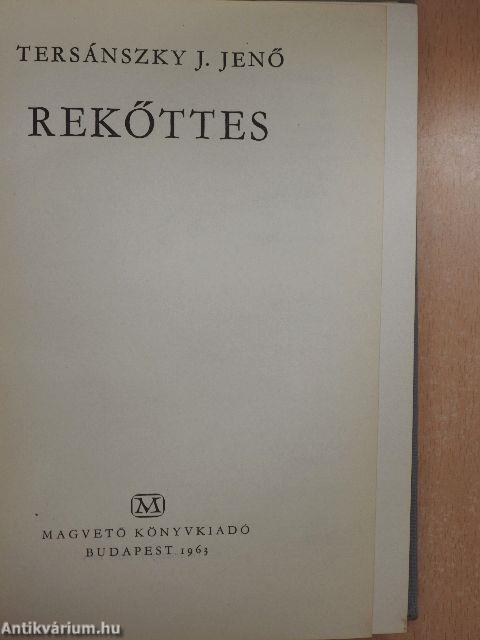 TERSÁNSZKY J. JENŐ
REKŐTTES
M
MAGVETŐ KÖNYVKIADÓ
BUDAPEST 1963
Antikvárium.hu